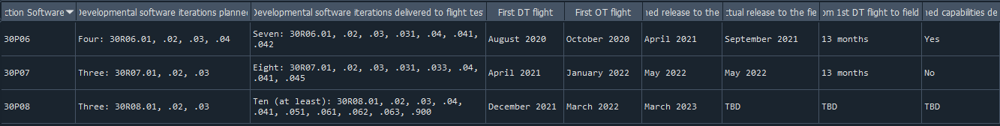 ction Software
Developmental software iterations planne
Developmental software iterations delivered to flight test
First DT flight
First OT flight
ned release to the
ctual release to the fie
om 1st DT flight to field
ned capabilities de
30P06
Four: 30R06.01, .02, .03, .04
Seven: 30R06.01, .02, .03, .031, .04, .041,
.042
August 2020
October 2020
April 2021
September 2021
13 months
Yes
30P07
Three: 30R07.01, .02, .03
Eight: 30R07.01, .02, .03, .031, .033, .04,
.041, .045
April 2021
January 2022
May 2022
May 2022
13 months
No
30P08
Three: 30R08.01, .02, .03
Ten (at least): 30R08.01, .02, .03, .04,
.041, .051, .061, .062, .063, .900
December 2021
March 2022
March 2023
TBD
TBD
TBD